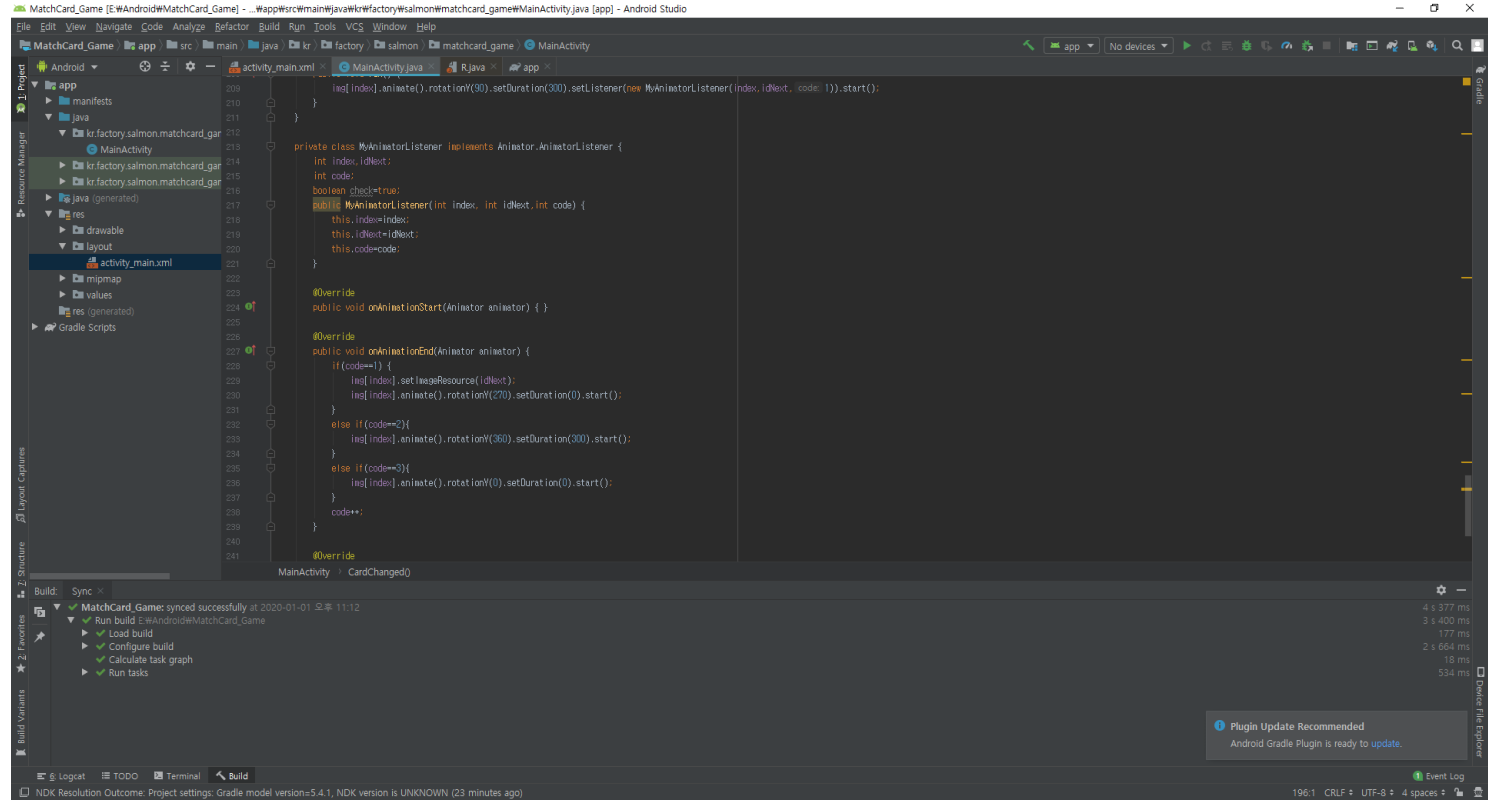 MatchCard_Game [E:₩Android₩MatchCard_Game] - ...₩app₩src₩main₩java₩kr₩factory₩salmon₩matchcard_game₩MainActivity.java [app] - Android Studio
File Edit View Navigate Code Analyze Refactor Build Run Tools VCS Window Help
MatchCard_Game app src main java kr factory salmon matchcard_game MainActivity
app No devices
1: Project
Resource Manager
Layout Captures
7: Structure
2: Favorites
Build Variants
Android
app
manifests
java
kr.factory.salmon.matchcard_gar
MainActivity
kr.factory.salmon.matchcard_gar
kr.factory.salmon.matchcard_gar
java (generated)
res
drawable
layout
activity_main.xml
mipmap
values
res (generated)
Gradle Scripts
activity_main.xml MainActivity.java R.java app
209 img[index].animate().rotationY(90).setDuration(300).setListener(new MyAnimatorListener(index,idNext, code: 1)).start();
210 }
211 }
212
213 private class MyAnimatorListener implements Animator.AnimatorListener {
214 int index,idNext;
215 int code;
216 boolean check=true;
217 public MyAnimatorListener(int index, int idNext,int code) {
218 this.index=index;
219 this.idNext=idNext;
220 this.code=code;
221 }
222
223 @Override
224 public void onAnimationStart(Animator animator) { }
225
226 @Override
227 public void onAnimationEnd(Animator animator) {
228 if(code==1) {
229 img[index].setImageResource(idNext);
230 img[index].animate().rotationY(270).setDuration(0).start();
231 }
232 else if(code==2){
233 img[index].animate().rotationY(360).setDuration(300).start();
234 }
235 else if(code==3){
236 img[index].animate().rotationY(0).setDuration(0).start();
237 }
238 code++;
239 }
240
241 @Override
MainActivity CardChanged()
Gradle
Device File Explorer
Build: Sync
MatchCard_Game: synced successfully at 2020-01-01 오후 11:12 4 s 377 ms
Run build E:₩Android₩MatchCard_Game 3 s 400 ms
Load build 177 ms
Configure build 2 s 664 ms
Calculate task graph 18 ms
Run tasks 534 ms
Plugin Update Recommended
Android Gradle Plugin is ready to update.
6: Logcat TODO Terminal Build 1 Event Log
NDK Resolution Outcome: Project settings: Gradle model version=5.4.1, NDK version is UNKNOWN (23 minutes ago) 196:1 CRLF UTF-8 4 spaces